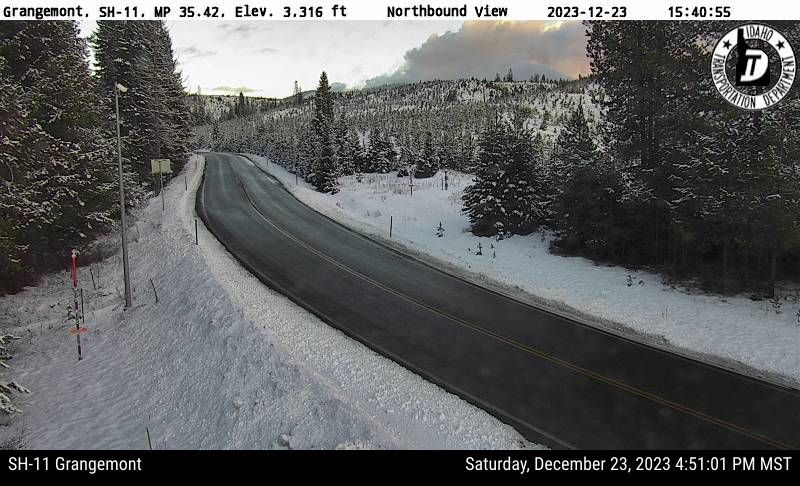 Grangemont, SH-11, MP 35.42, Elev. 3,316 ft Northbound View 2023-12-23 15:40:55
IDAHO
TRANSPORTATION DEPARTMENT
SH-11 Grangemont Saturday, December 23, 2023 4:51:01 PM MST